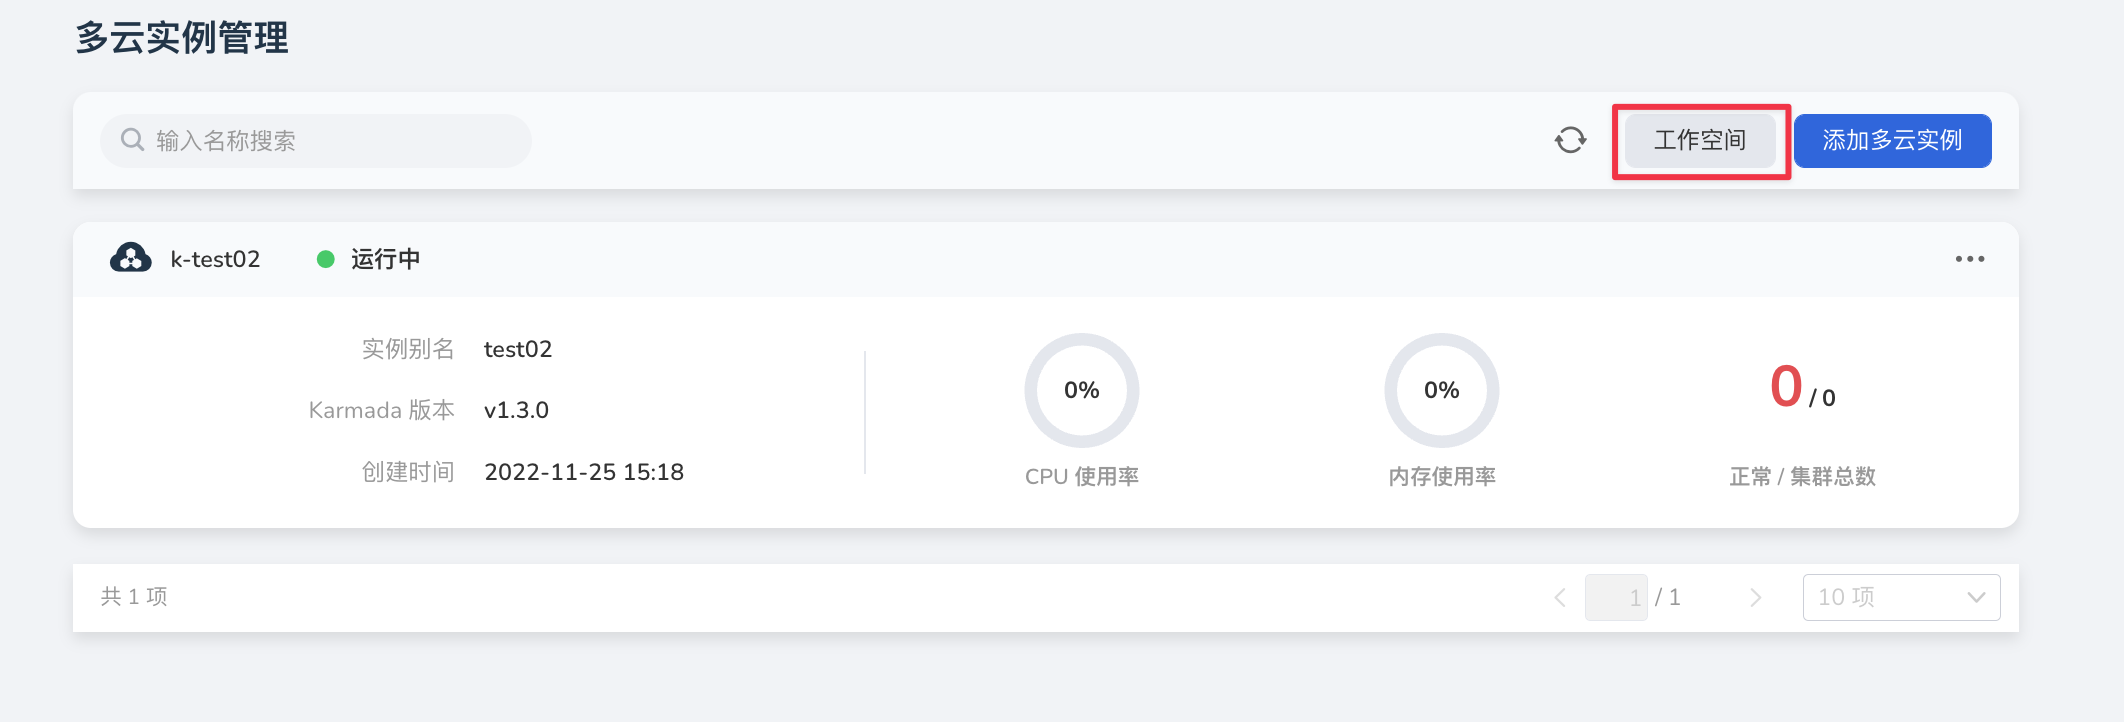 多云实例管理
输入名称搜索
工作空间
添加多云实例
k-test02
运行中
实例别名 test02
Karmada 版本 v1.3.0
创建时间 2022-11-25 15:18
0%
CPU 使用率
0%
内存使用率
0 / 0
正常 / 集群总数
共 1 项
1 / 1
10 项